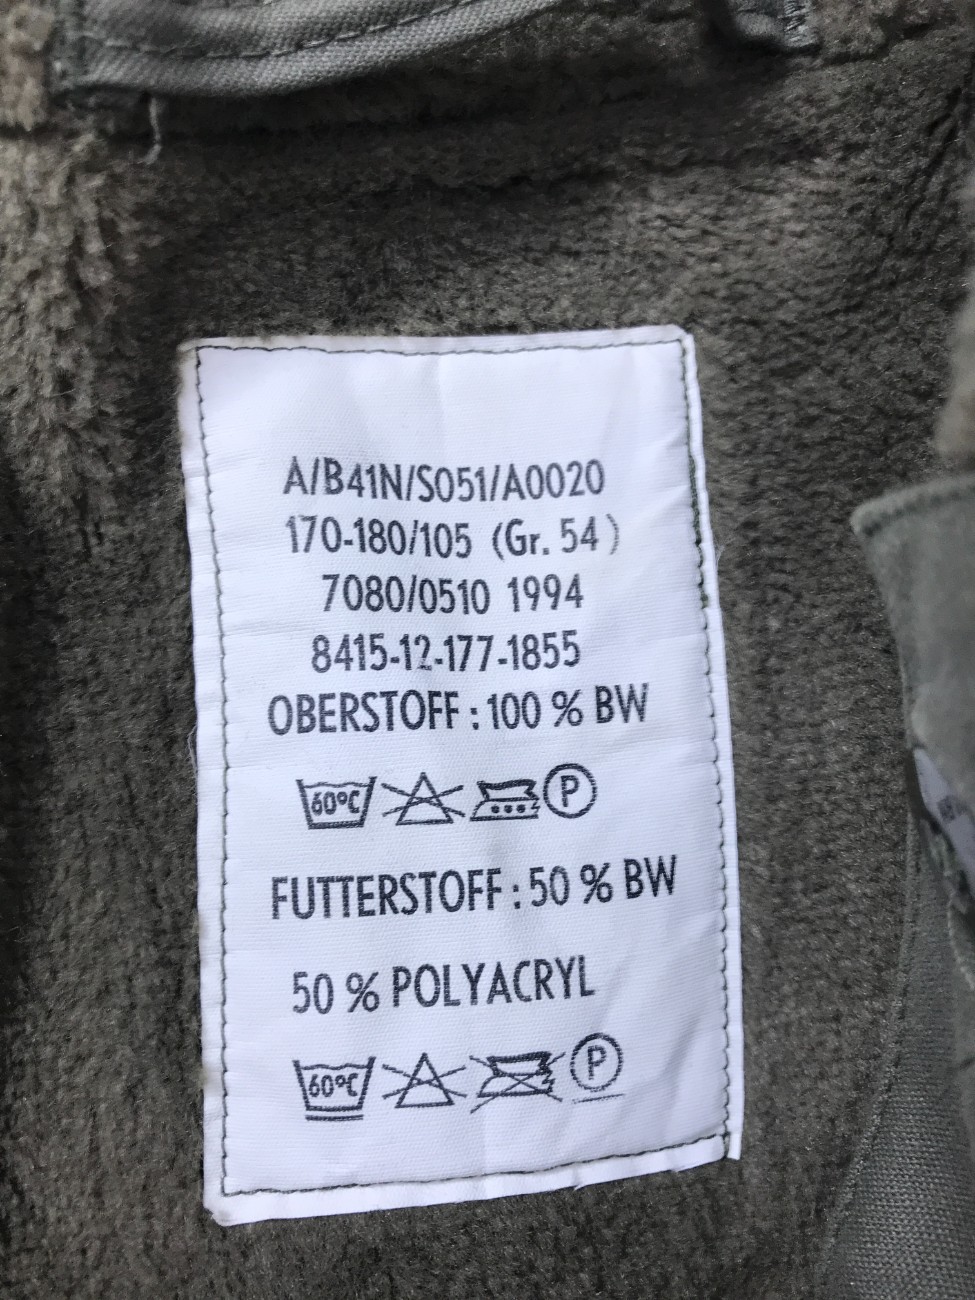 A/B41N/S051/A0020
170-180/105 (Gr. 54)
7080/0510 1994
8415-12-177-1855
OBERSTOFF : 100 % BW
60°C P
FUTTERSTOFF : 50 % BW
50 % POLYACRYL
60°C P